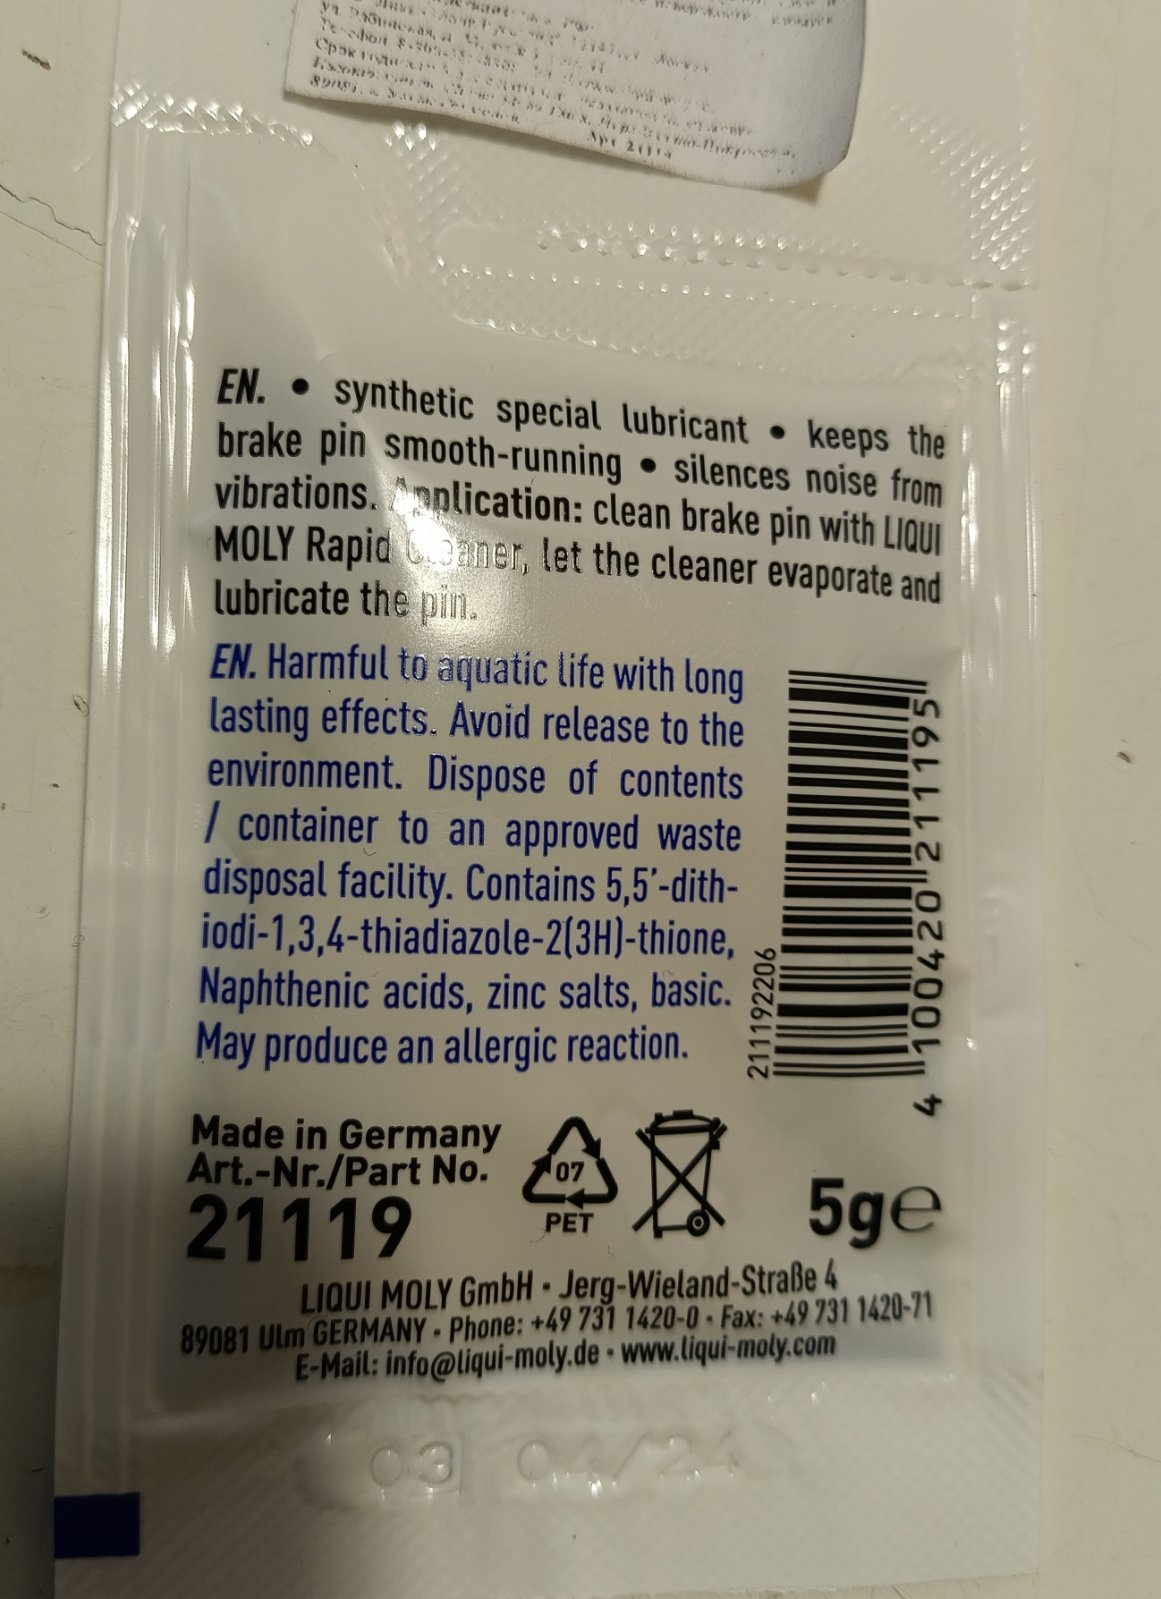 Арт 21119
EN. • synthetic special lubricant • keeps the
brake pin smooth-running • silences noise from
vibrations. Application: clean brake pin with LIQUI
MOLY Rapid Cleaner, let the cleaner evaporate and
lubricate the pin.
EN. Harmful to aquatic life with long
lasting effects. Avoid release to the
environment. Dispose of contents
/ container to an approved waste
disposal facility. Contains 5,5'-dith-
iodi-1,3,4-thiadiazole-2(3H)-thione,
Naphthenic acids, zinc salts, basic.
May produce an allergic reaction.
211192206
4 100420 211195
Made in Germany
Art.-Nr./Part No.
21119
07
PET
5g e
LIQUI MOLY GmbH • Jerg-Wieland-Straße 4
89081 Ulm GERMANY • Phone: +49 731 1420-0 • Fax: +49 731 1420-71
E-Mail: info@liqui-moly.de • www.liqui-moly.com
03 04/24